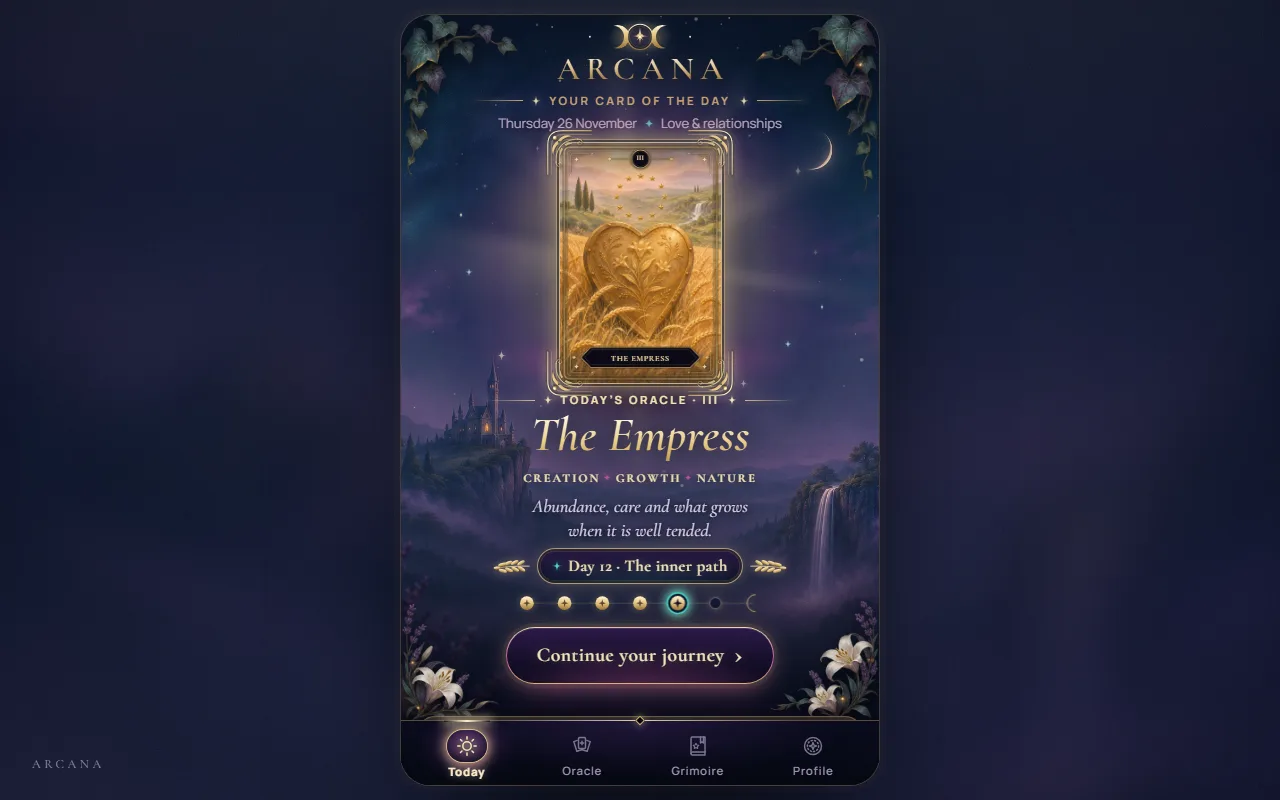 ARCANA
YOUR CARD OF THE DAY
Thursday 26 November ✦ Love & relationships
III
THE EMPRESS
TODAY'S ORACLE · III
The Empress
CREATION ✦ GROWTH ✦ NATURE
Abundance, care and what grows
when it is well tended.
Day 12 · The inner path
Continue your journey ›
Today Oracle Grimoire Profile
ARCANA